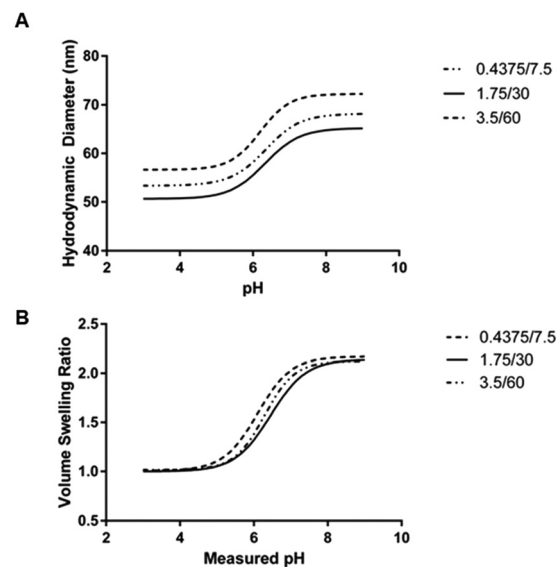 A
80
70
60
50
40
Hydrodynamic Diameter (nm)
2 4 6 8 10
pH
0.4375/7.5
1.75/30
3.5/60
B
2.5
2.0
1.5
1.0
0.5
Volume Swelling Ratio
2 4 6 8 10
Measured pH
0.4375/7.5
1.75/30
3.5/60